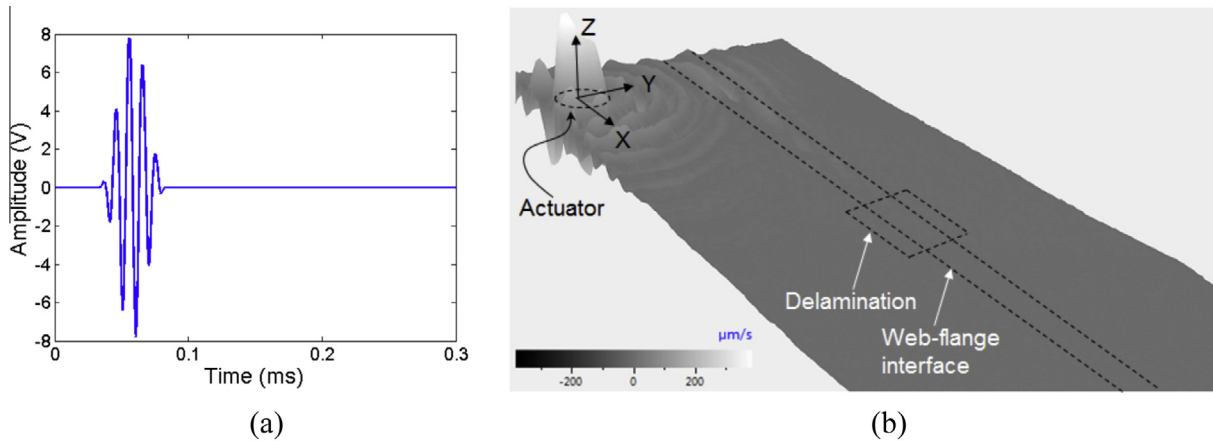 8
6
4
2
0
-2
-4
-6
-8
Amplitude (V)
0
0.1
0.2
0.3
Time (ms)
(a)
Z
Y
X
Actuator
Delamination
Web-flange
interface
µm/s
-200
0
200
(b)